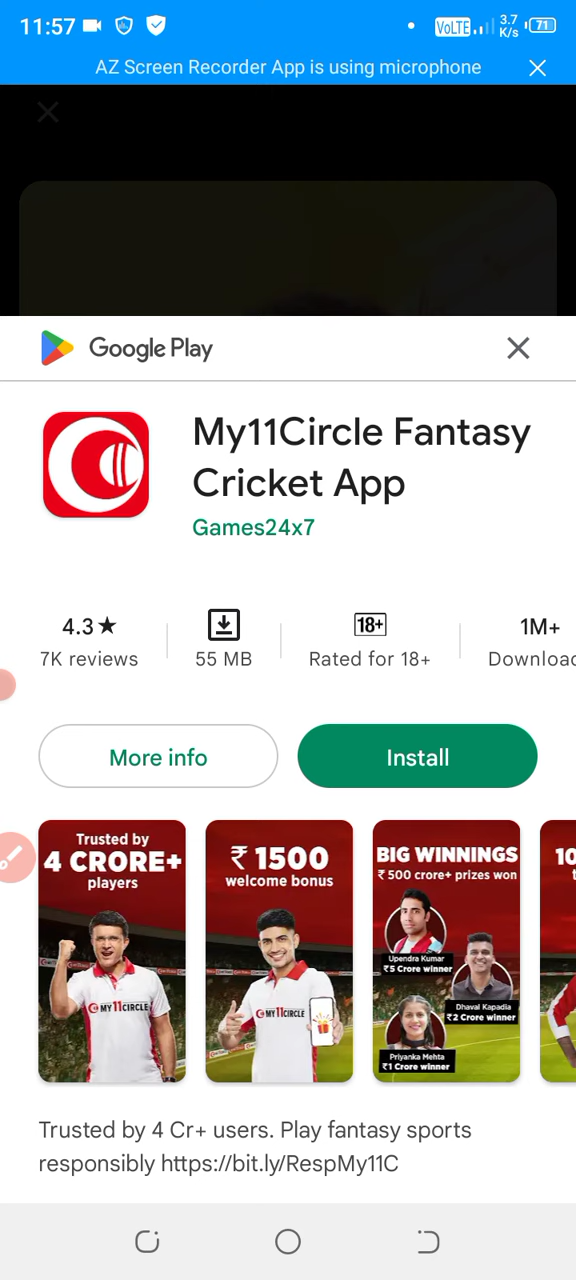 11:57
VoLTE
3.7
K/s
71
AZ Screen Recorder App is using microphone
Google Play
My11Circle Fantasy
Cricket App
Games24x7
4.3★
7K reviews
55 MB
18+
Rated for 18+
1M+
Downloa
More info
Install
Trusted by
4 CRORE+
players
MY11CIRCLE
₹ 1500
welcome bonus
MY11CIRCLE
BIG WINNINGS
₹ 500 crore+ prizes won
Upendra Kumar
₹5 Crore winner
Dhaval Kapadia
₹2 Crore winner
Priyanka Mehta
₹1 Crore winner
10
Trusted by 4 Cr+ users. Play fantasy sports
responsibly https://bit.ly/RespMy11C